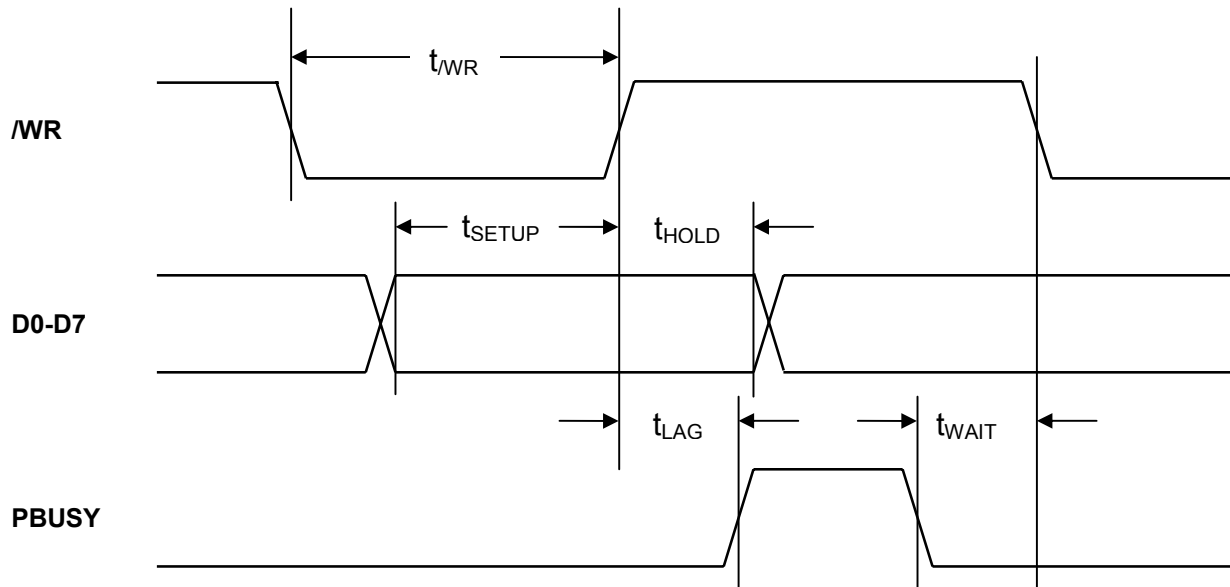 t/WR
/WR
tSETUP
tHOLD
D0-D7
tLAG
tWAIT
PBUSY